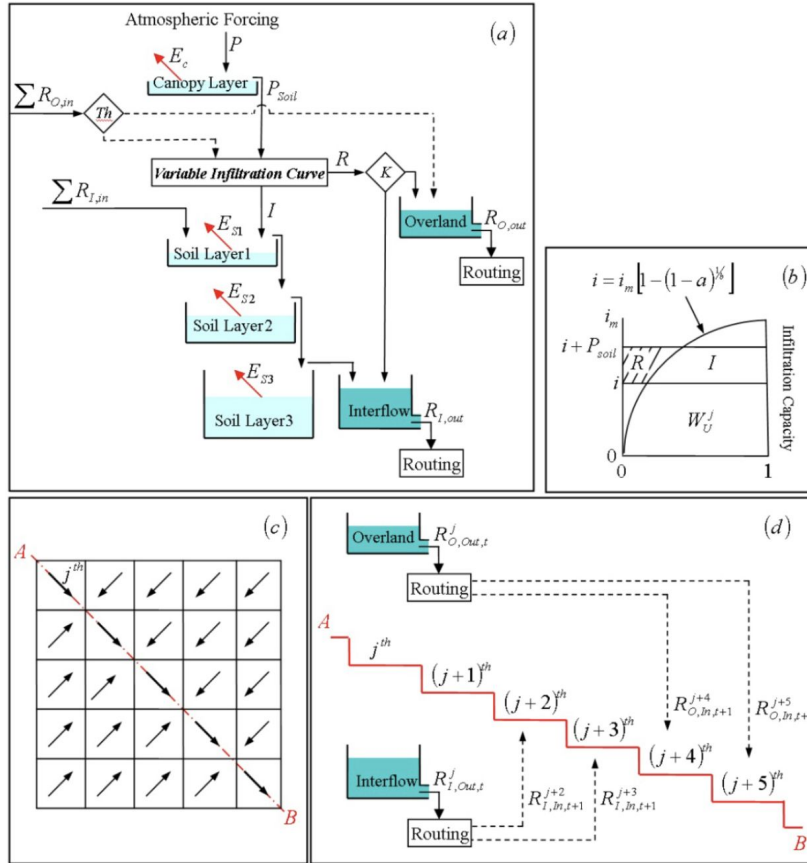 Atmospheric Forcing
(a)
P
E_c
Canopy Layer
P_Soil
∑R_O,in
Th
Variable Infiltration Curve
R
K
∑R_I,in
I
Overland
R_O,out
Routing
E_S1
Soil Layer1
E_S2
Soil Layer2
E_S3
Soil Layer3
Interflow
R_I,out
Routing
(b)
i = i_m[1-(1-a)^⅙]
i_m
i + P_soil
R
I
i
W_U^j
0
0
1
Infiltration Capacity
(c)
A
j^th
B
(d)
Overland
R^j_O,Out,t
Routing
A
j^th
(j+1)^th
(j+2)^th
(j+3)^th
(j+4)^th
(j+5)^th
R^j+4_O,In,t+1
R^j+5_O,In,t+
Interflow
R^j_I,Out,t
Routing
R^j+2_I,In,t+1
R^j+3_I,In,t+1
B